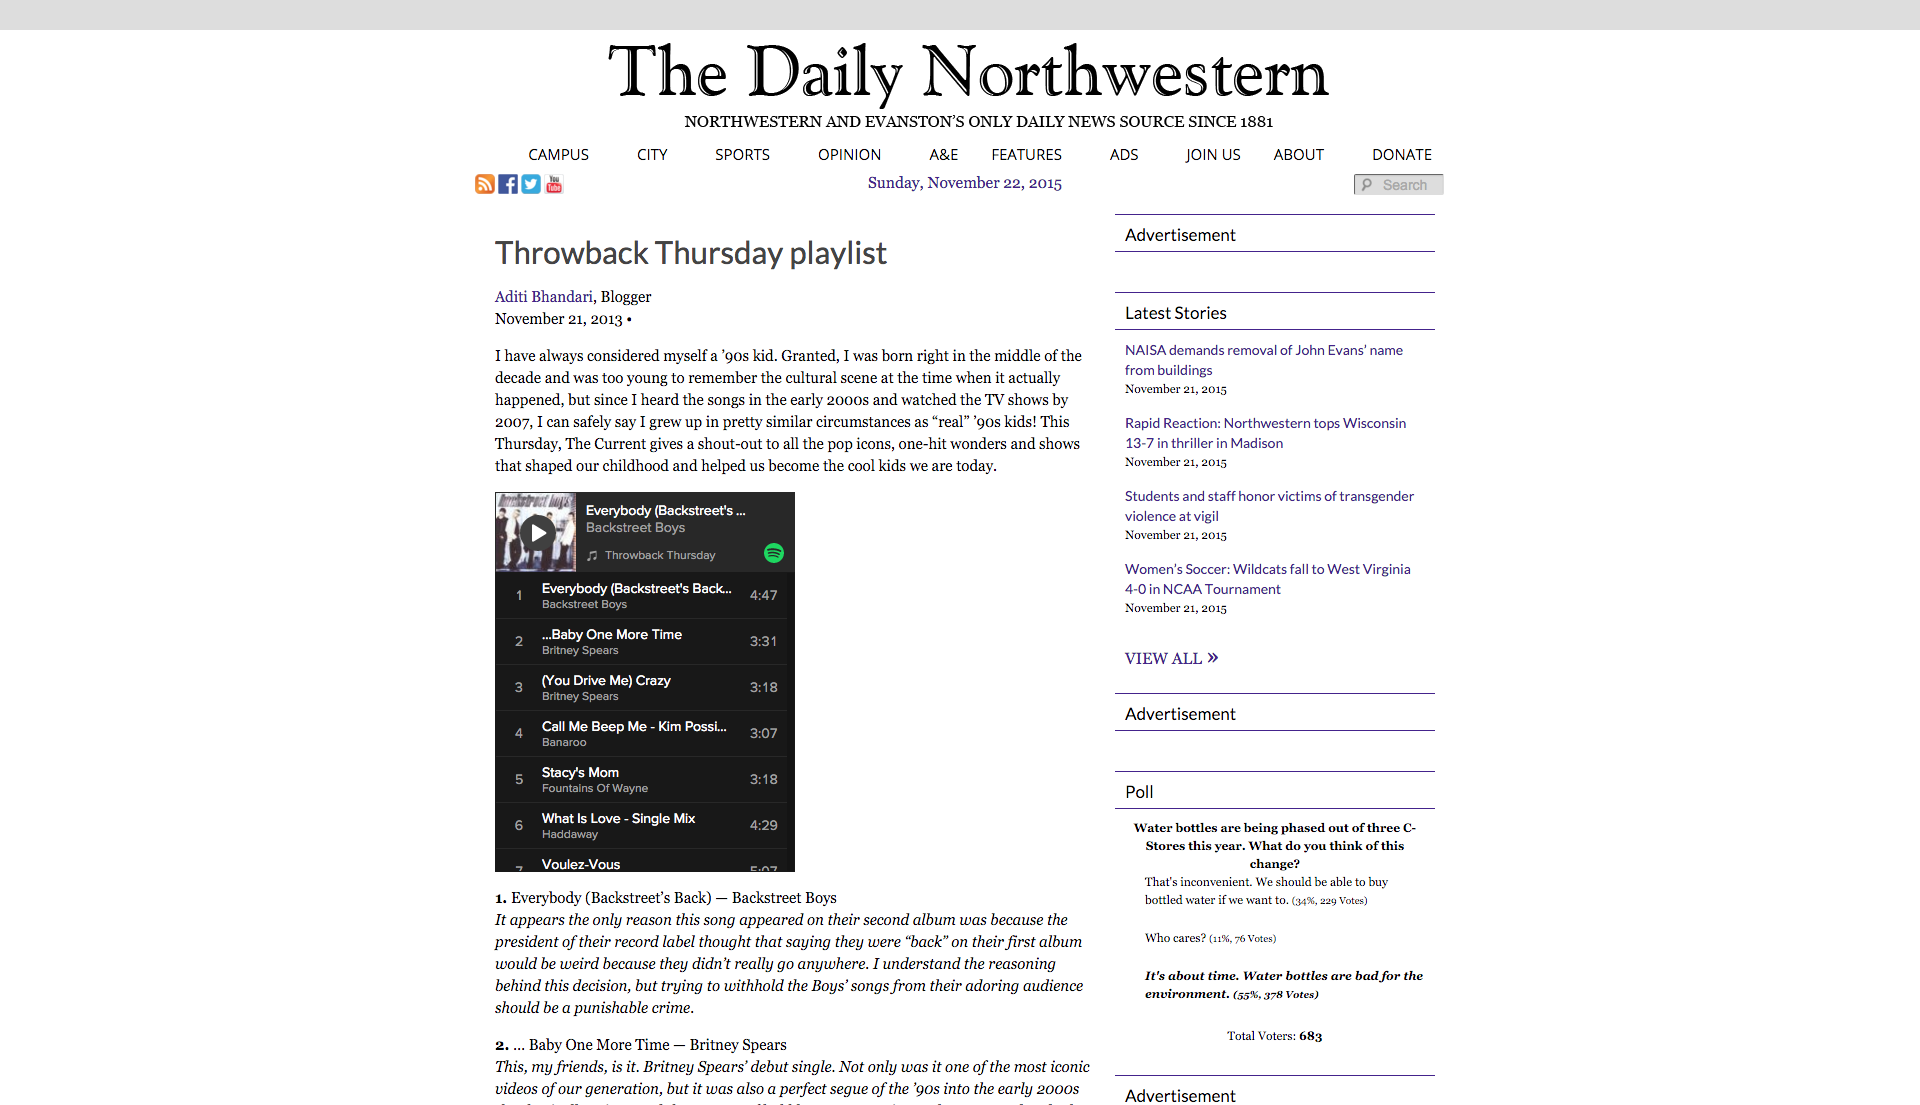 The Daily Northwestern
NORTHWESTERN AND EVANSTON'S ONLY DAILY NEWS SOURCE SINCE 1881
CAMPUS CITY SPORTS OPINION A&E FEATURES ADS JOIN US ABOUT DONATE
You Tube
Sunday, November 22, 2015
Search
Throwback Thursday playlist
Aditi Bhandari, Blogger
November 21, 2013 •
I have always considered myself a ’90s kid. Granted, I was born right in the middle of the
decade and was too young to remember the cultural scene at the time when it actually
happened, but since I heard the songs in the early 2000s and watched the TV shows by
2007, I can safely say I grew up in pretty similar circumstances as “real” ’90s kids! This
Thursday, The Current gives a shout-out to all the pop icons, one-hit wonders and shows
that shaped our childhood and helped us become the cool kids we are today.
backstreet boys
Everybody (Backstreet's ...
Backstreet Boys
Throwback Thursday
1 Everybody (Backstreet's Back... 4:47
Backstreet Boys
2 ...Baby One More Time 3:31
Britney Spears
3 (You Drive Me) Crazy 3:18
Britney Spears
4 Call Me Beep Me - Kim Possi... 3:07
Banaroo
5 Stacy's Mom 3:18
Fountains Of Wayne
6 What Is Love - Single Mix 4:29
Haddaway
7 Voulez-Vous 5:07
1. Everybody (Backstreet’s Back) — Backstreet Boys
It appears the only reason this song appeared on their second album was because the
president of their record label thought that saying they were “back” on their first album
would be weird because they didn’t really go anywhere. I understand the reasoning
behind this decision, but trying to withhold the Boys’ songs from their adoring audience
should be a punishable crime.
2. ... Baby One More Time — Britney Spears
This, my friends, is it. Britney Spears’ debut single. Not only was it one of the most iconic
videos of our generation, but it was also a perfect segue of the ’90s into the early 2000s
Advertisement
Latest Stories
NAISA demands removal of John Evans’ name
from buildings
November 21, 2015
Rapid Reaction: Northwestern tops Wisconsin
13-7 in thriller in Madison
November 21, 2015
Students and staff honor victims of transgender
violence at vigil
November 21, 2015
Women’s Soccer: Wildcats fall to West Virginia
4-0 in NCAA Tournament
November 21, 2015
VIEW ALL »
Advertisement
Poll
Water bottles are being phased out of three C-
Stores this year. What do you think of this
change?
That's inconvenient. We should be able to buy
bottled water if we want to. (34%, 229 Votes)
Who cares? (11%, 76 Votes)
It's about time. Water bottles are bad for the
environment. (55%, 378 Votes)
Total Voters: 683
Advertisement